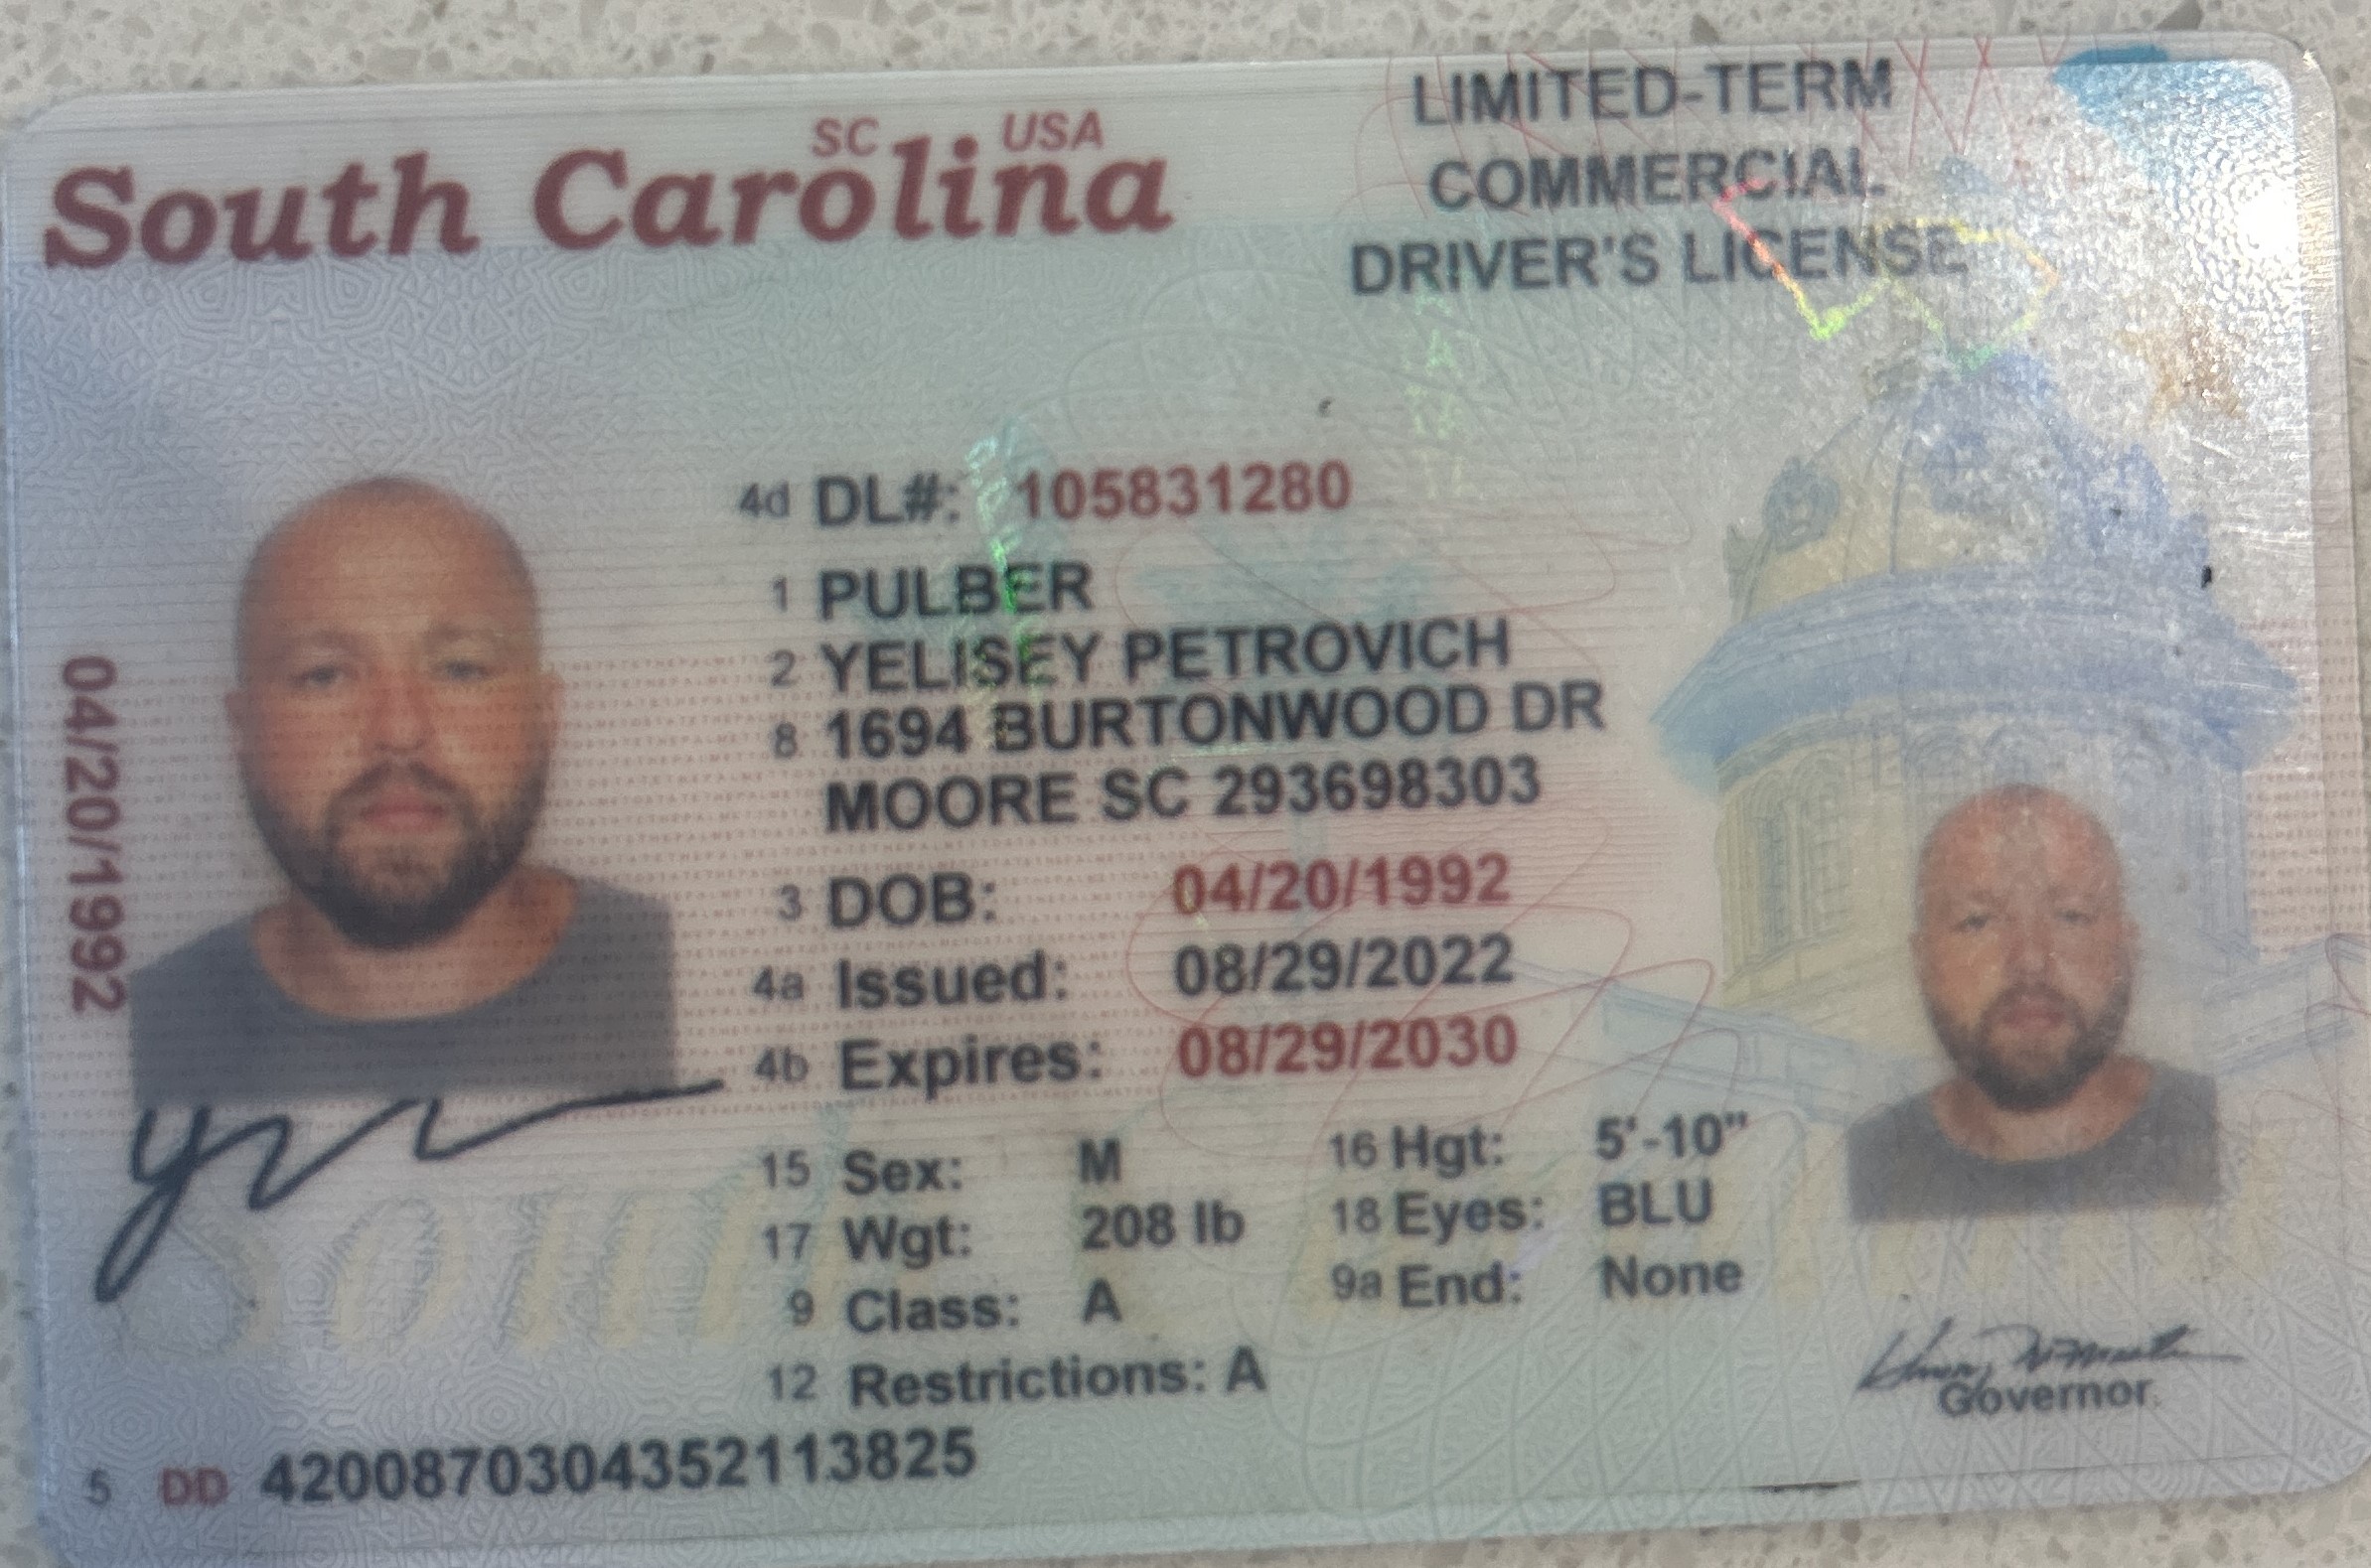 SC USA
South Carolina
LIMITED-TERM
COMMERCIAL
DRIVER'S LICENSE
4d DL#: 105831280
1 PULBER
2 YELISEY PETROVICH
8 1694 BURTONWOOD DR
MOORE SC 293698303
3 DOB: 04/20/1992
4a Issued: 08/29/2022
4b Expires: 08/29/2030
15 Sex: M 16 Hgt: 5'-10"
17 Wgt: 208 lb 18 Eyes: BLU
9 Class: A 9a End: None
12 Restrictions: A
5 DD 4200870304352113825
04/20/1992
Governor